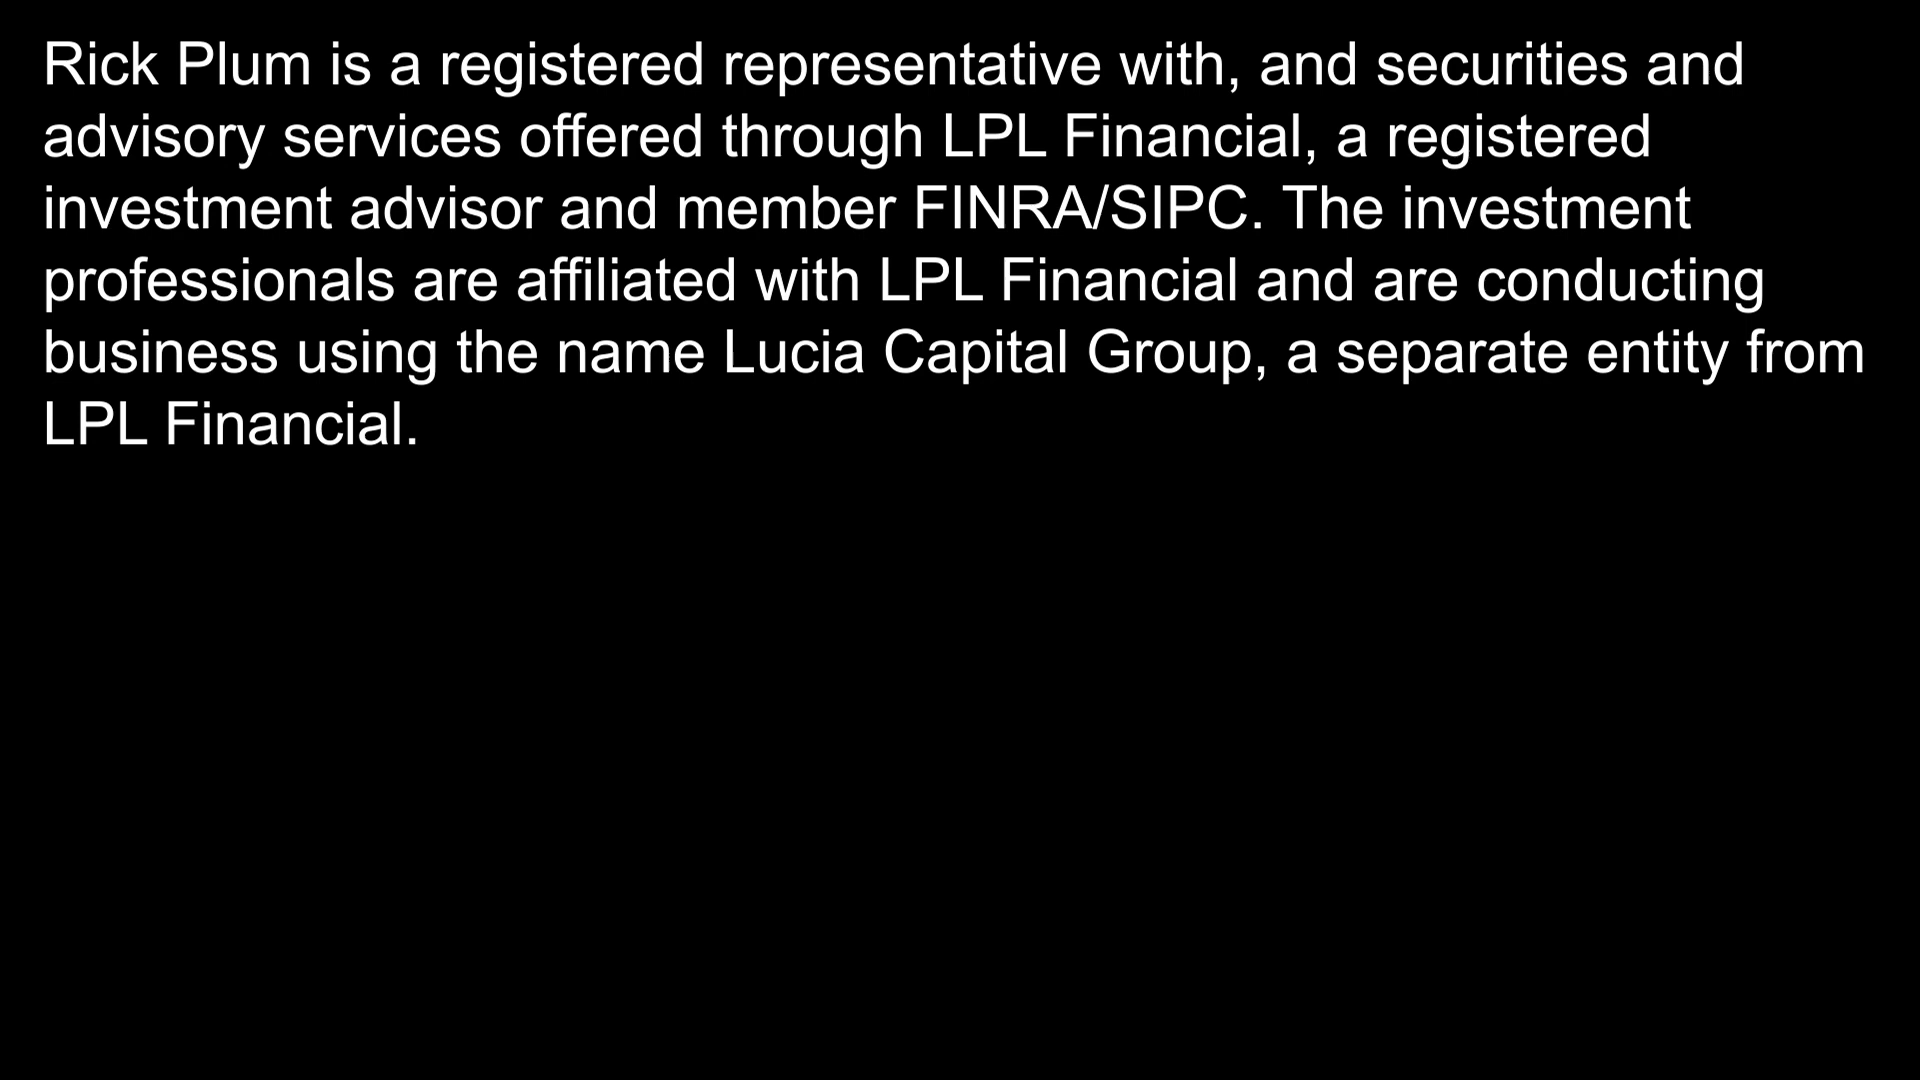 Rick Plum is a registered representative with, and securities and
advisory services offered through LPL Financial, a registered
investment advisor and member FINRA/SIPC. The investment
professionals are affiliated with LPL Financial and are conducting
business using the name Lucia Capital Group, a separate entity from
LPL Financial.